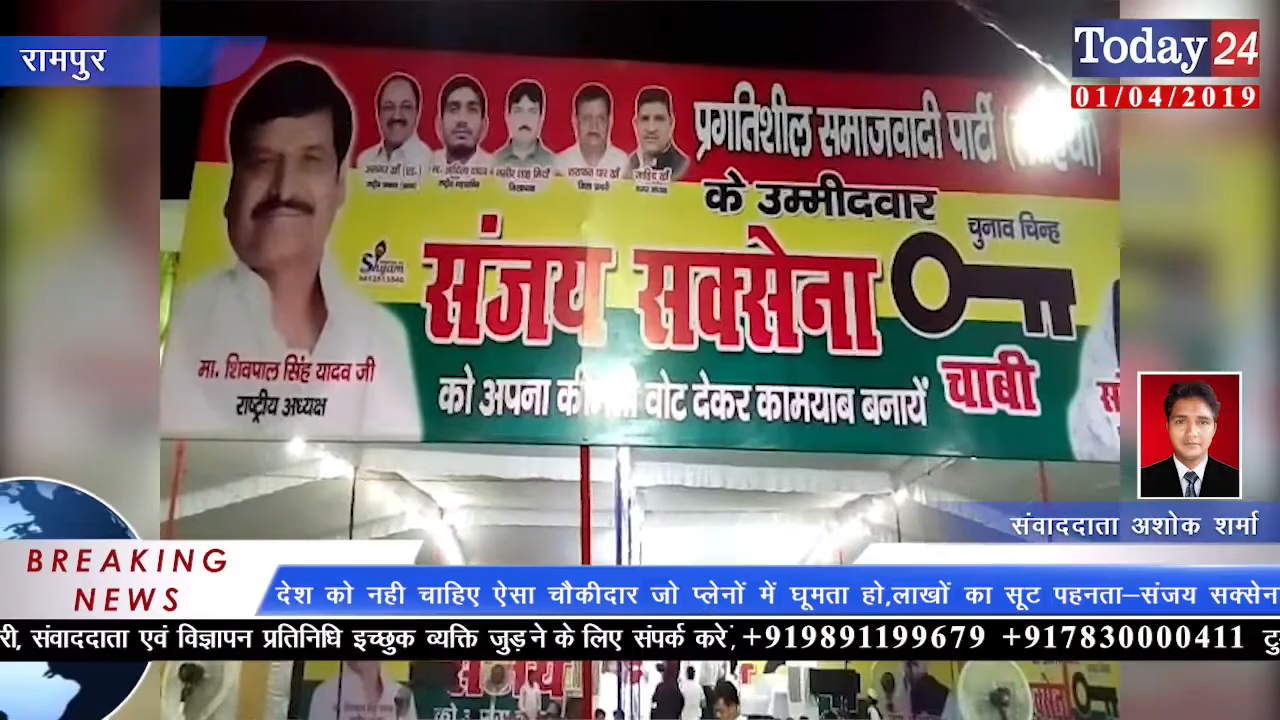 रामपुर
Today 24
01/04/2019
प्रगतिशील समाजवादी पार्टी
के उम्मीदवार
चुनाव चिन्ह
संजय सक्सेना
Shyam
मा. शिवपाल सिंह यादव जी
राष्ट्रीय अध्यक्ष
को अपना वोट देकर कामयाब बनायें
चाबी
संवाददाता अशोक शर्मा
BREAKING
NEWS
देश को नही चाहिए ऐसा चौकीदार जो प्लेनों में घूमता हो,लाखों का सूट पहनता–संजय सक्सेना
री, संवाददाता एवं विज्ञापन प्रतिनिधि इच्छुक व्यक्ति जुड़ने के लिए संपर्क करें, +919891199679 +917830000411 टु